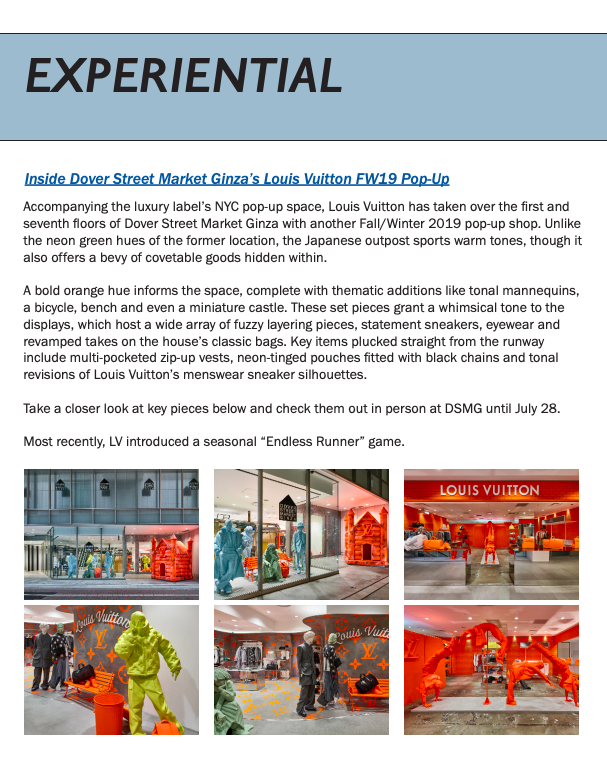 EXPERIENTIAL
Inside Dover Street Market Ginza’s Louis Vuitton FW19 Pop-Up
Accompanying the luxury label’s NYC pop-up space, Louis Vuitton has taken over the first and
seventh floors of Dover Street Market Ginza with another Fall/Winter 2019 pop-up shop. Unlike
the neon green hues of the former location, the Japanese outpost sports warm tones, though it
also offers a bevy of covetable goods hidden within.
A bold orange hue informs the space, complete with thematic additions like tonal mannequins,
a bicycle, bench and even a miniature castle. These set pieces grant a whimsical tone to the
displays, which host a wide array of fuzzy layering pieces, statement sneakers, eyewear and
revamped takes on the house’s classic bags. Key items plucked straight from the runway
include multi-pocketed zip-up vests, neon-tinged pouches fitted with black chains and tonal
revisions of Louis Vuitton’s menswear sneaker silhouettes.
Take a closer look at key pieces below and check them out in person at DSMG until July 28.
Most recently, LV introduced a seasonal “Endless Runner” game.
LOUIS VUITTON
Louis Vuitton
Louis Vuitt